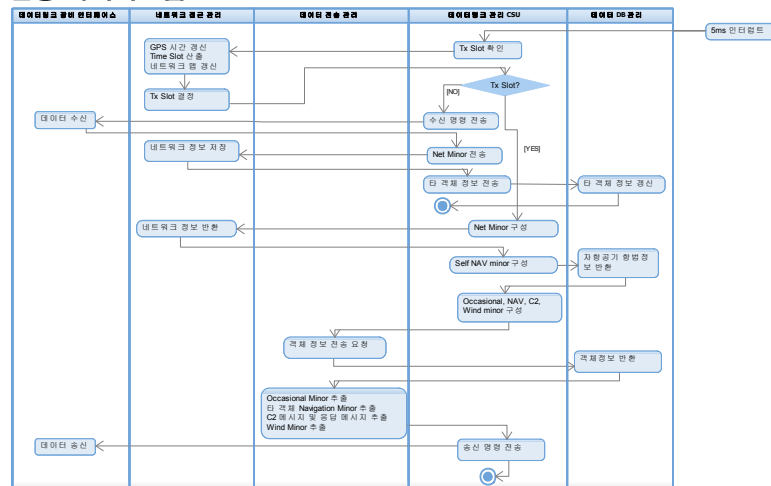 데이터링크 장비 인터페이스
네트워크 접근 관리
데이터 전송 관리
데이터링크 관리 CSU
데이터 DB 관리
5ms 인터럽트
Tx Slot 확인
GPS 시간 갱신
Time Slot 산출
네트워크 맵 갱신
Tx Slot 결정
Tx Slot?
[NO]
데이터 수신
수신 명령 전송
네트워크 정보 저장
Net Minor 전송
[YES]
타 객체 정보 전송
타 객체 정보 갱신
네트워크 정보 반환
Net Minor 구성
Self NAV minor 구성
자항공기 항법정
보 반환
Occasional, NAV, C2,
Wind minor 구성
객체 정보 전송 요청
객체정보 반환
Occasional Minor 추출
타 객체 Navigation Minor 추출
C2 메시지 및 응답 메시지 추출
Wind Minor 추출
데이터 송신
송신 명령 전송